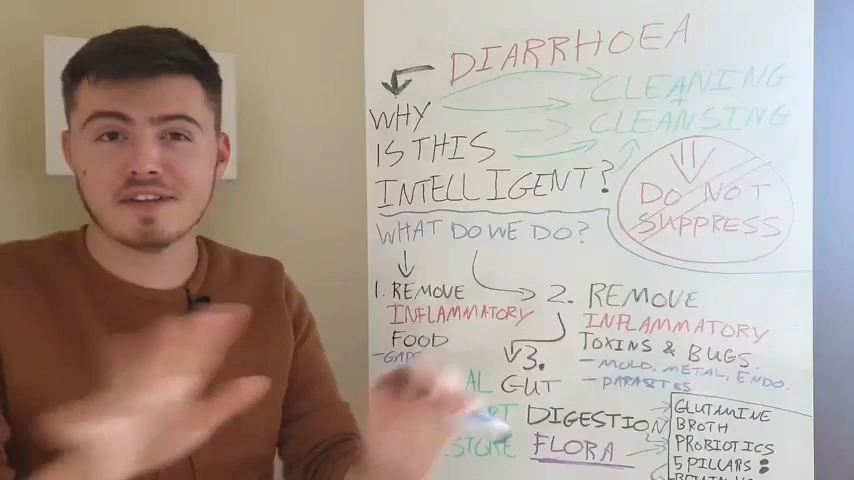 DIARRHOEA
CLEANING
WHY
IS THIS
INTELLIGENT?
CLEANSING
DO NOT
SUPPRESS
WHAT DO WE DO?
1. REMOVE
INFLAMMATORY
FOOD
-GAPS
2. REMOVE
INFLAMMATORY
TOXINS & BUGS.
- MOLD, METAL, ENDO.
- PARASITES
3.
GUT
DIGESTION
FLORA
GLUTAMINE
BROTH
PROBIOTICS
5 PILLARS: